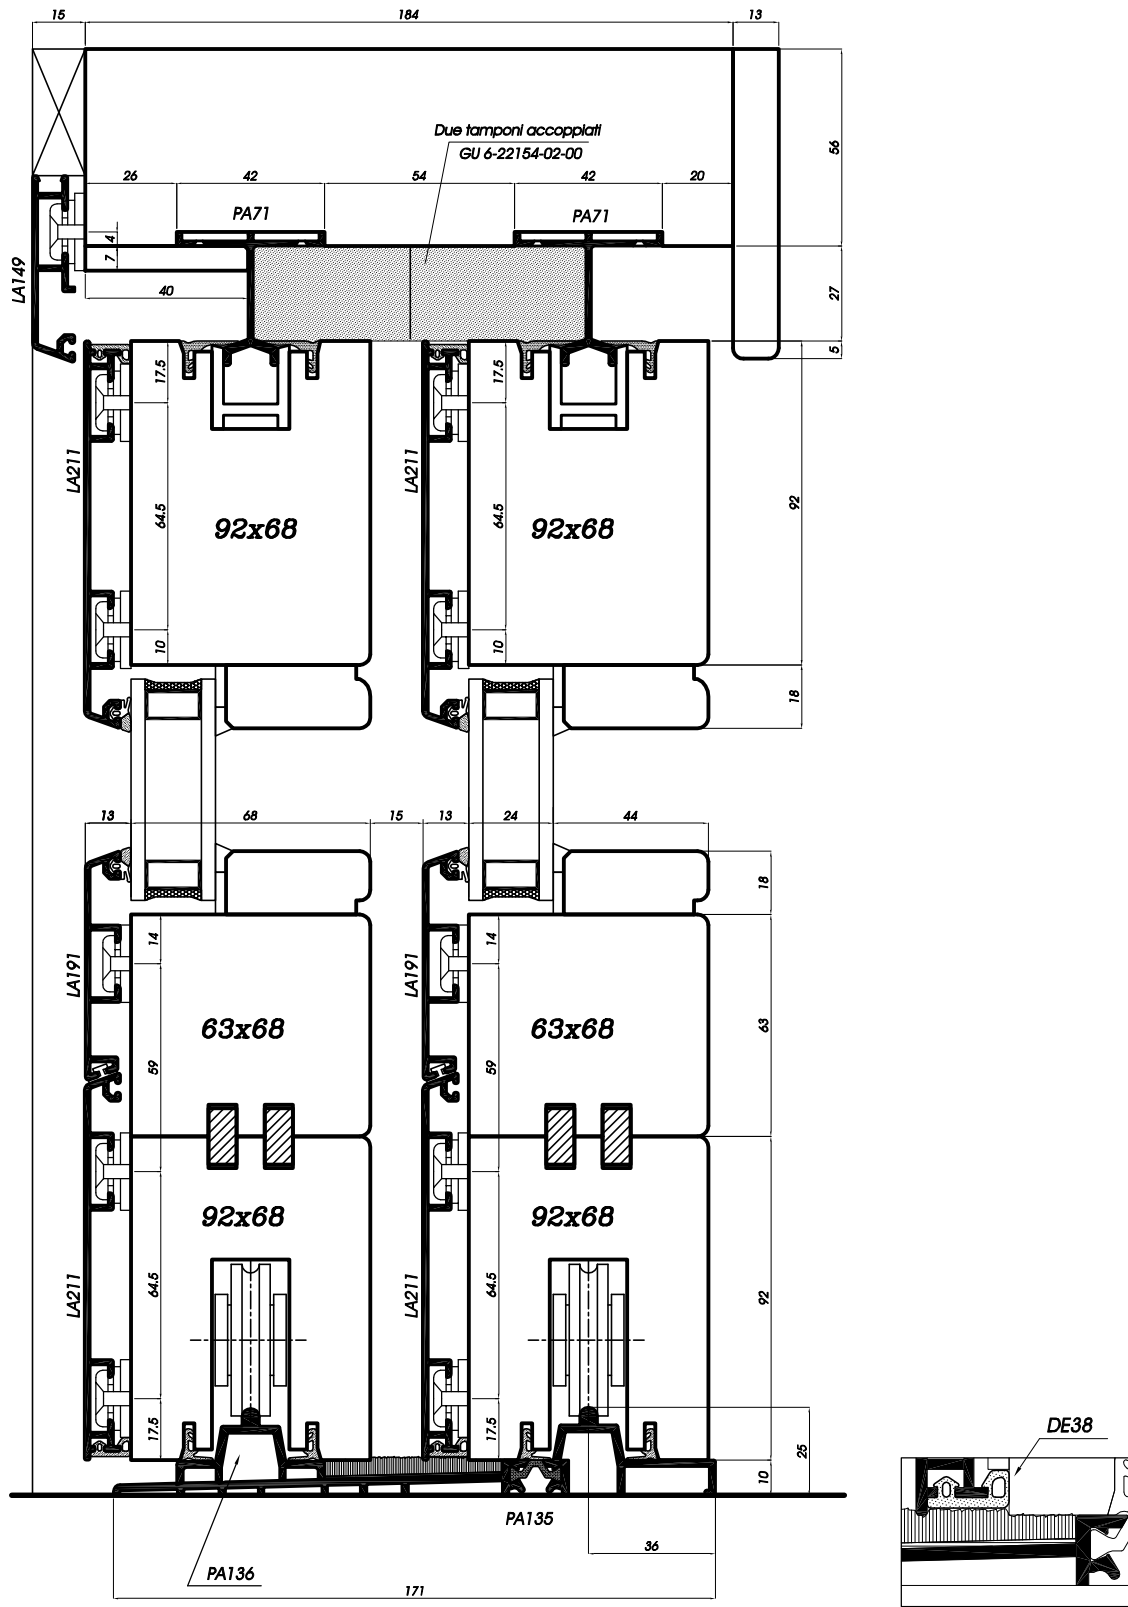 15 184 13
Due tamponi accoppiati
GU 6-22154-02-00
56
26 42 54 42 20
PA71 PA71
4
7
LA149
40
27
5
17.5 17.5
LA211 LA211
64.5 64.5
92x68 92x68
92
10 10
18
13 68 15 13 24 44
18
14 14
LA191 LA191
63x68 63x68
63
59 59
92x68 92x68
LA211 LA211
64.5 64.5
92
17.5 17.5
25
10
DE38
PA135
36
PA136
171